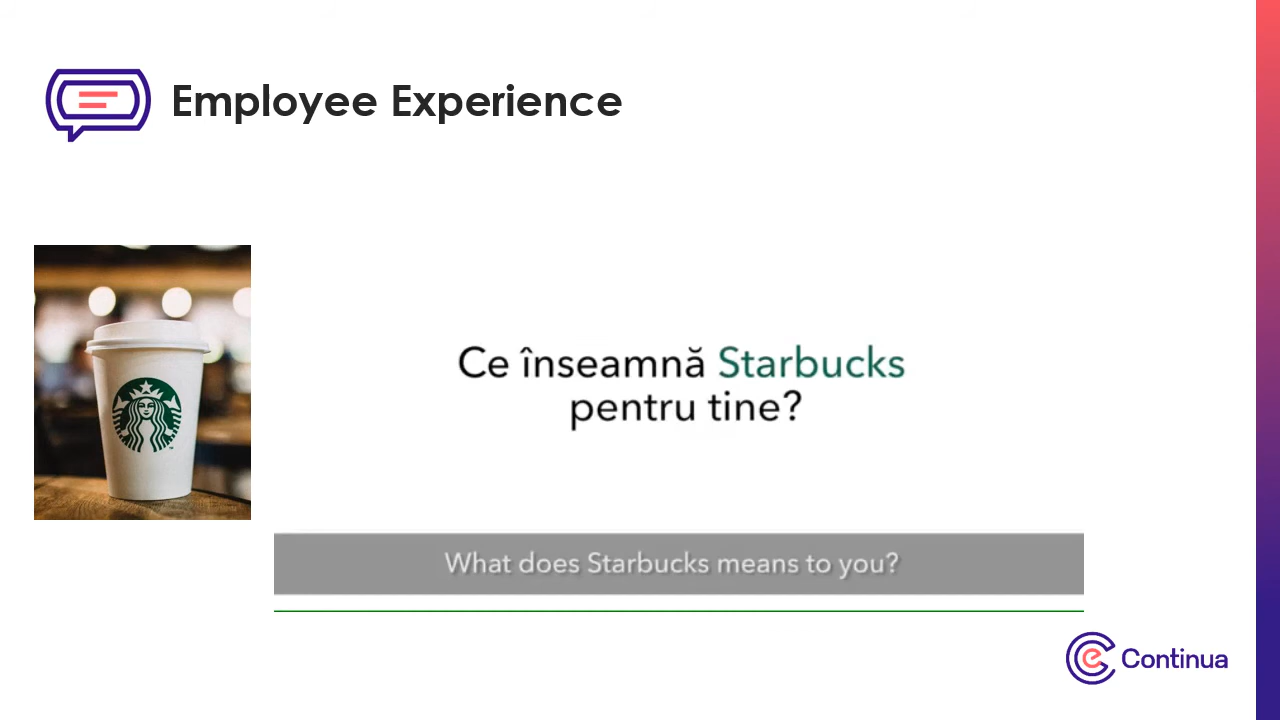 Employee Experience
Ce înseamnă Starbucks
pentru tine?
What does Starbucks means to you?
e Continua